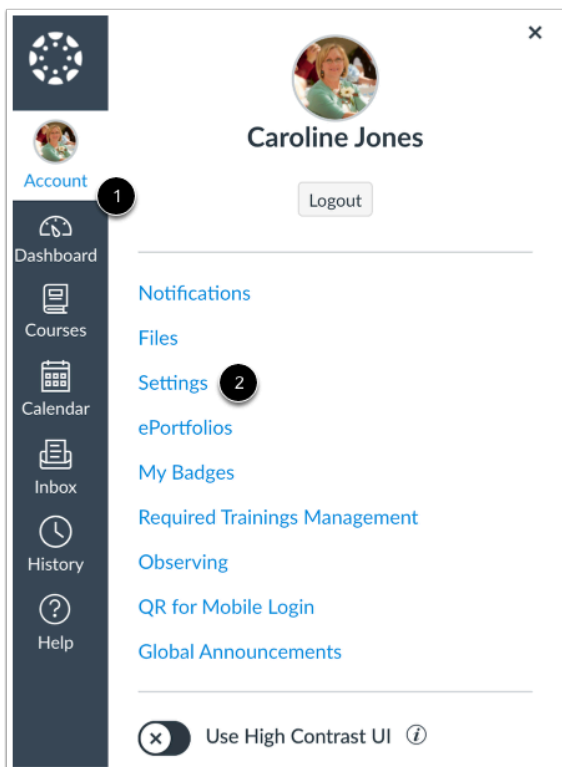 Account
1
Dashboard
Courses
Calendar
Inbox
History
Help
Caroline Jones
Logout
Notifications
Files
Settings 2
ePortfolios
My Badges
Required Trainings Management
Observing
QR for Mobile Login
Global Announcements
Use High Contrast UI i